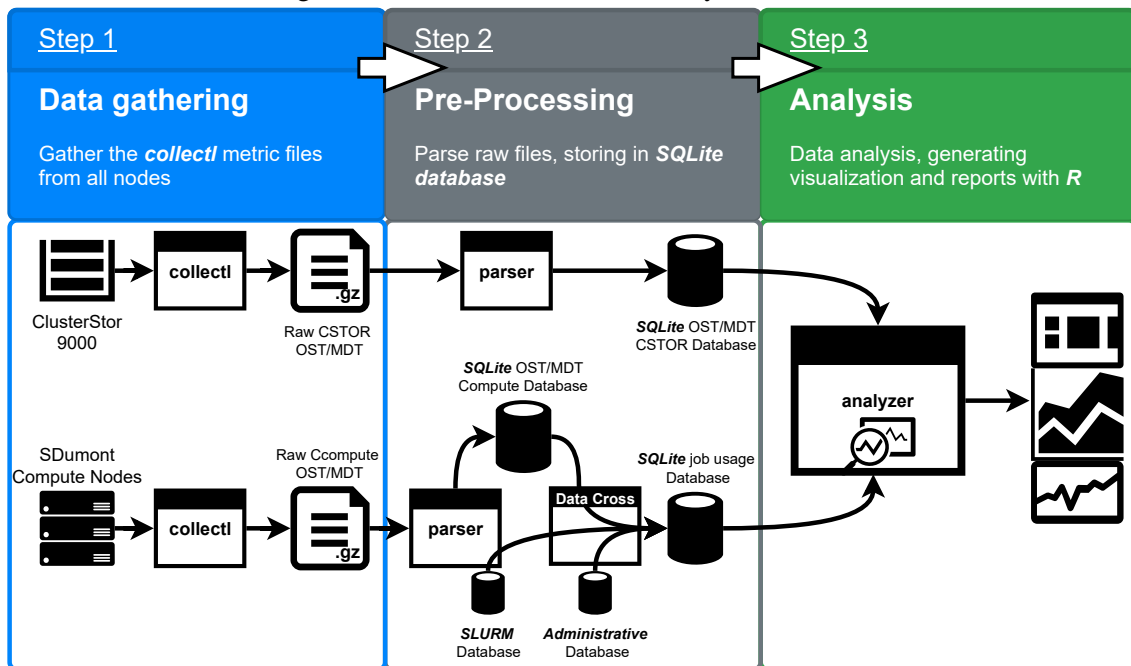 Step 1
Step 2
Step 3
Data gathering
Pre-Processing
Analysis
Gather the collectl metric files
from all nodes
Parse raw files, storing in SQLite
database
Data analysis, generating
visualization and reports with R
ClusterStor
9000
collectl
.gz
Raw CSTOR
OST/MDT
parser
SQLite OST/MDT
CSTOR Database
SQLite OST/MDT
Compute Database
analyzer
SDumont
Compute Nodes
collectl
Raw Ccompute
OST/MDT
.gz
parser
Data Cross
SQLite job usage
Database
SLURM
Database
Administrative
Database